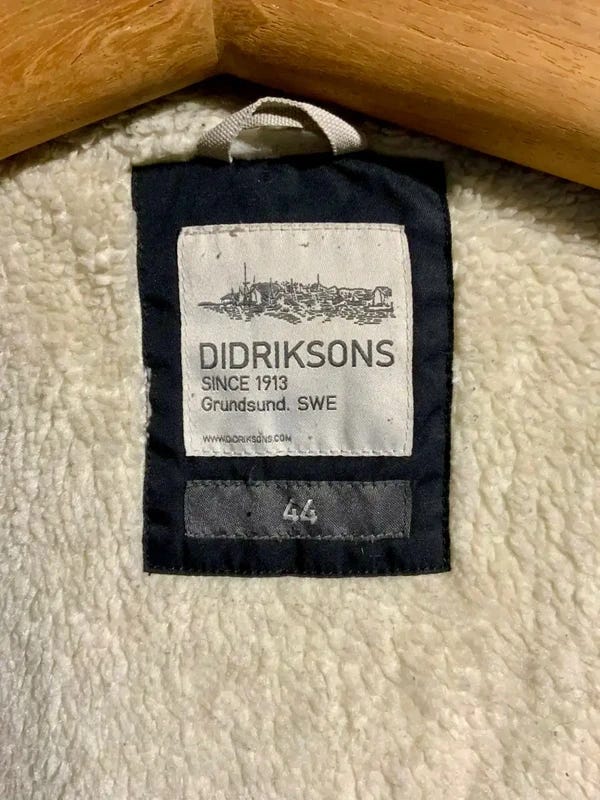 DIDRIKSONS
SINCE 1913
Grundsund. SWE
WWW.DIDRIKSONS.COM
44